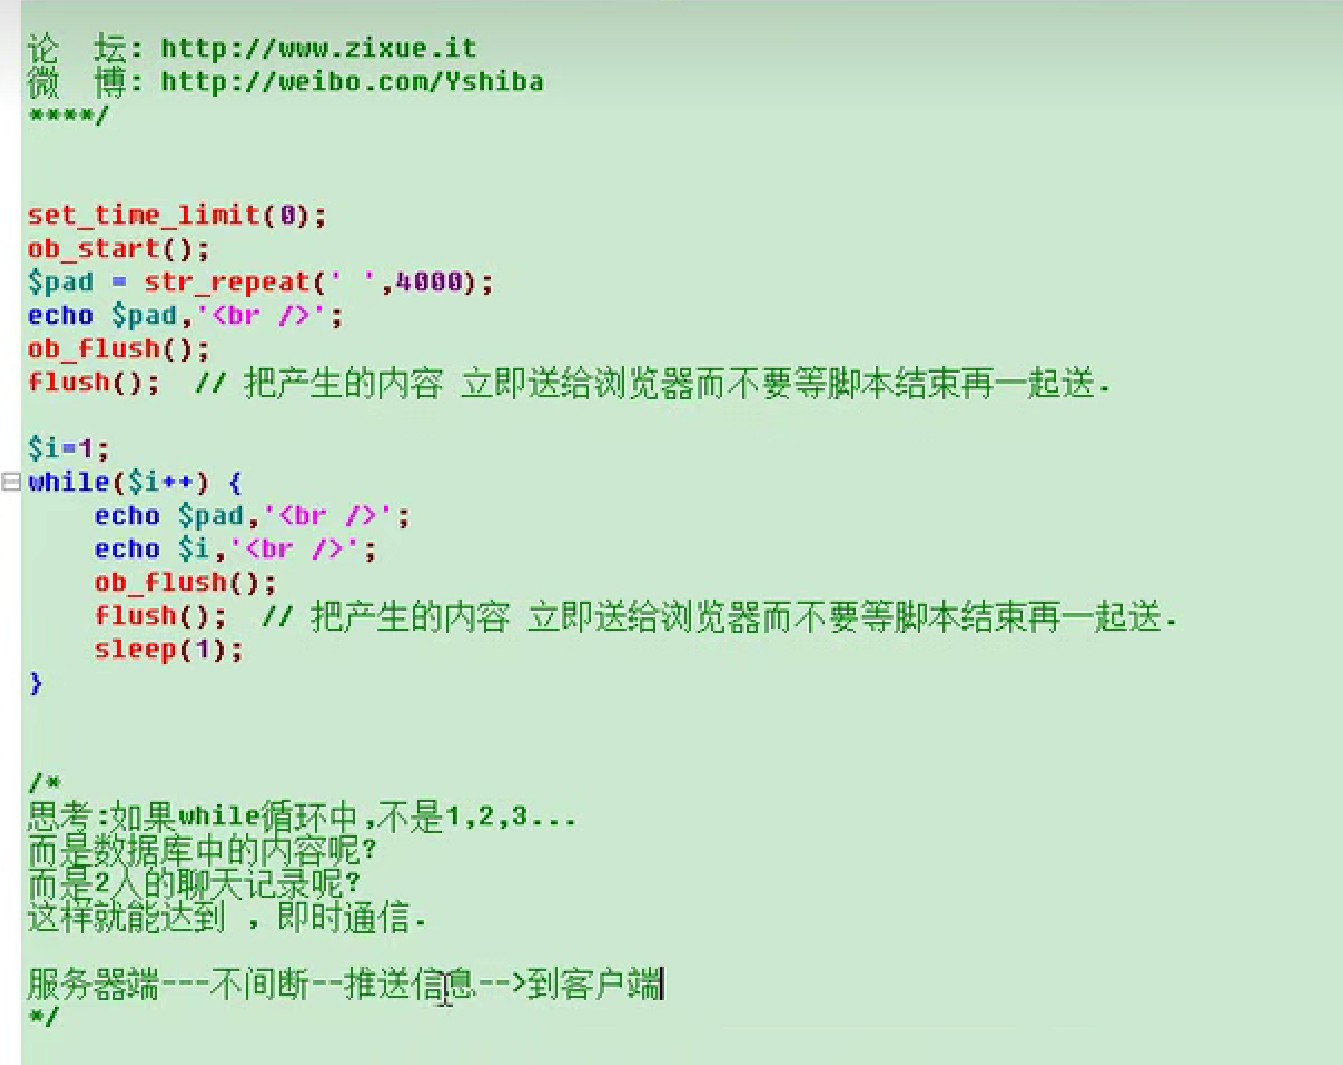 论　坛: http://www.zixue.it
微　博: http://weibo.com/Yshiba
****/
set_time_limit(0);
ob_start();
$pad = str_repeat(' ',4000);
echo $pad,'<br />';
ob_flush();
flush();  // 把产生的内容 立即送给浏览器而不要等脚本结束再一起送.
$i=1;
while($i++) {
    echo $pad,'<br />';
    echo $i,'<br />';
    ob_flush();
    flush();  // 把产生的内容 立即送给浏览器而不要等脚本结束再一起送.
    sleep(1);
}
/*
思考:如果while循环中,不是1,2,3...
而是数据库中的内容呢?
而是2人的聊天记录呢?
这样就能达到 , 即时通信.
服务器端---不间断--推送信息-->到客户端
*/